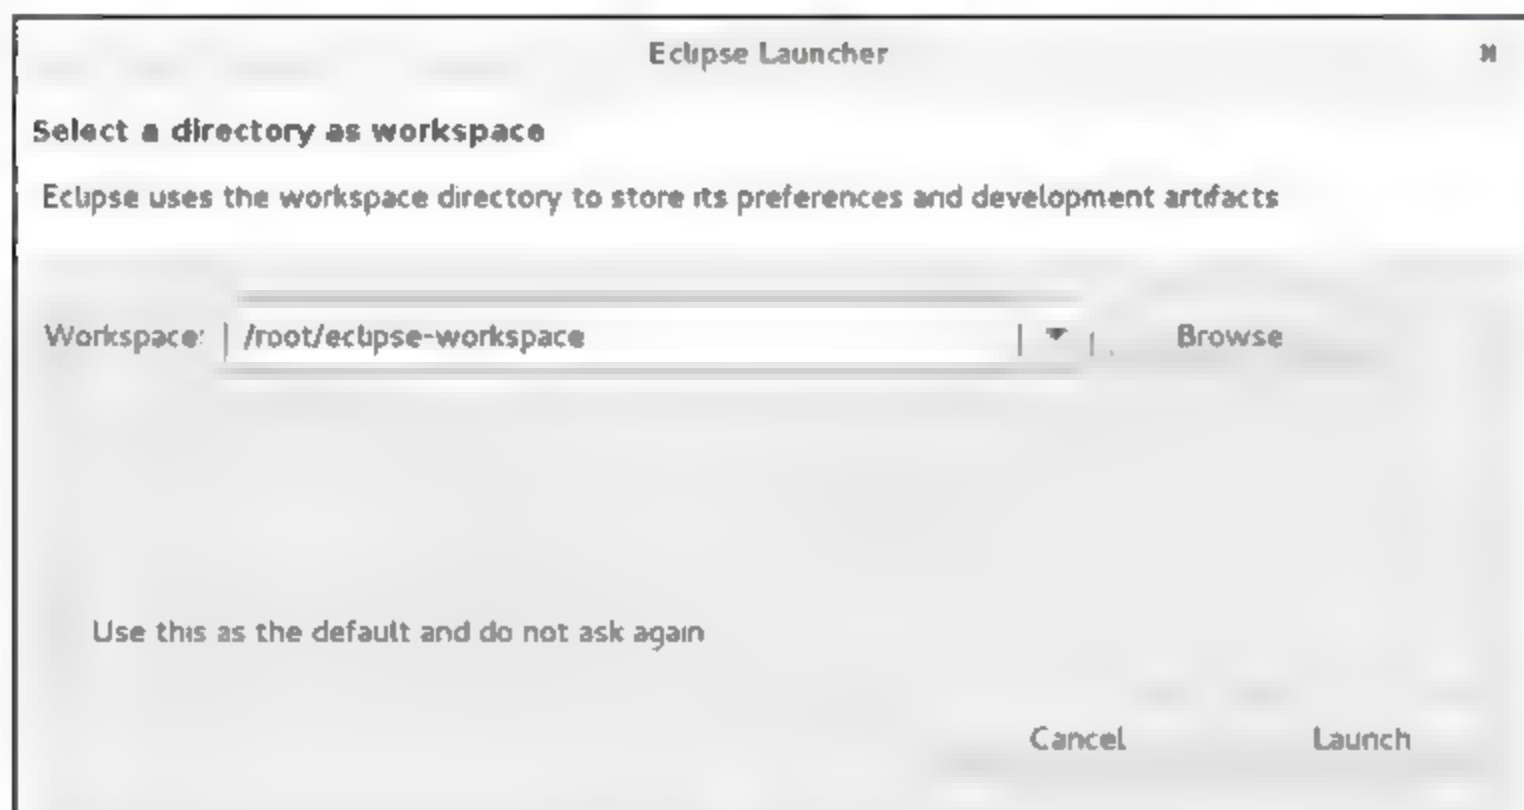 Eclipse Launcher
Select a directory as workspace
Eclipse uses the workspace directory to store its preferences and development artifacts
Workspace: /root/eclipse-workspace Browse
Use this as the default and do not ask again
Cancel Launch